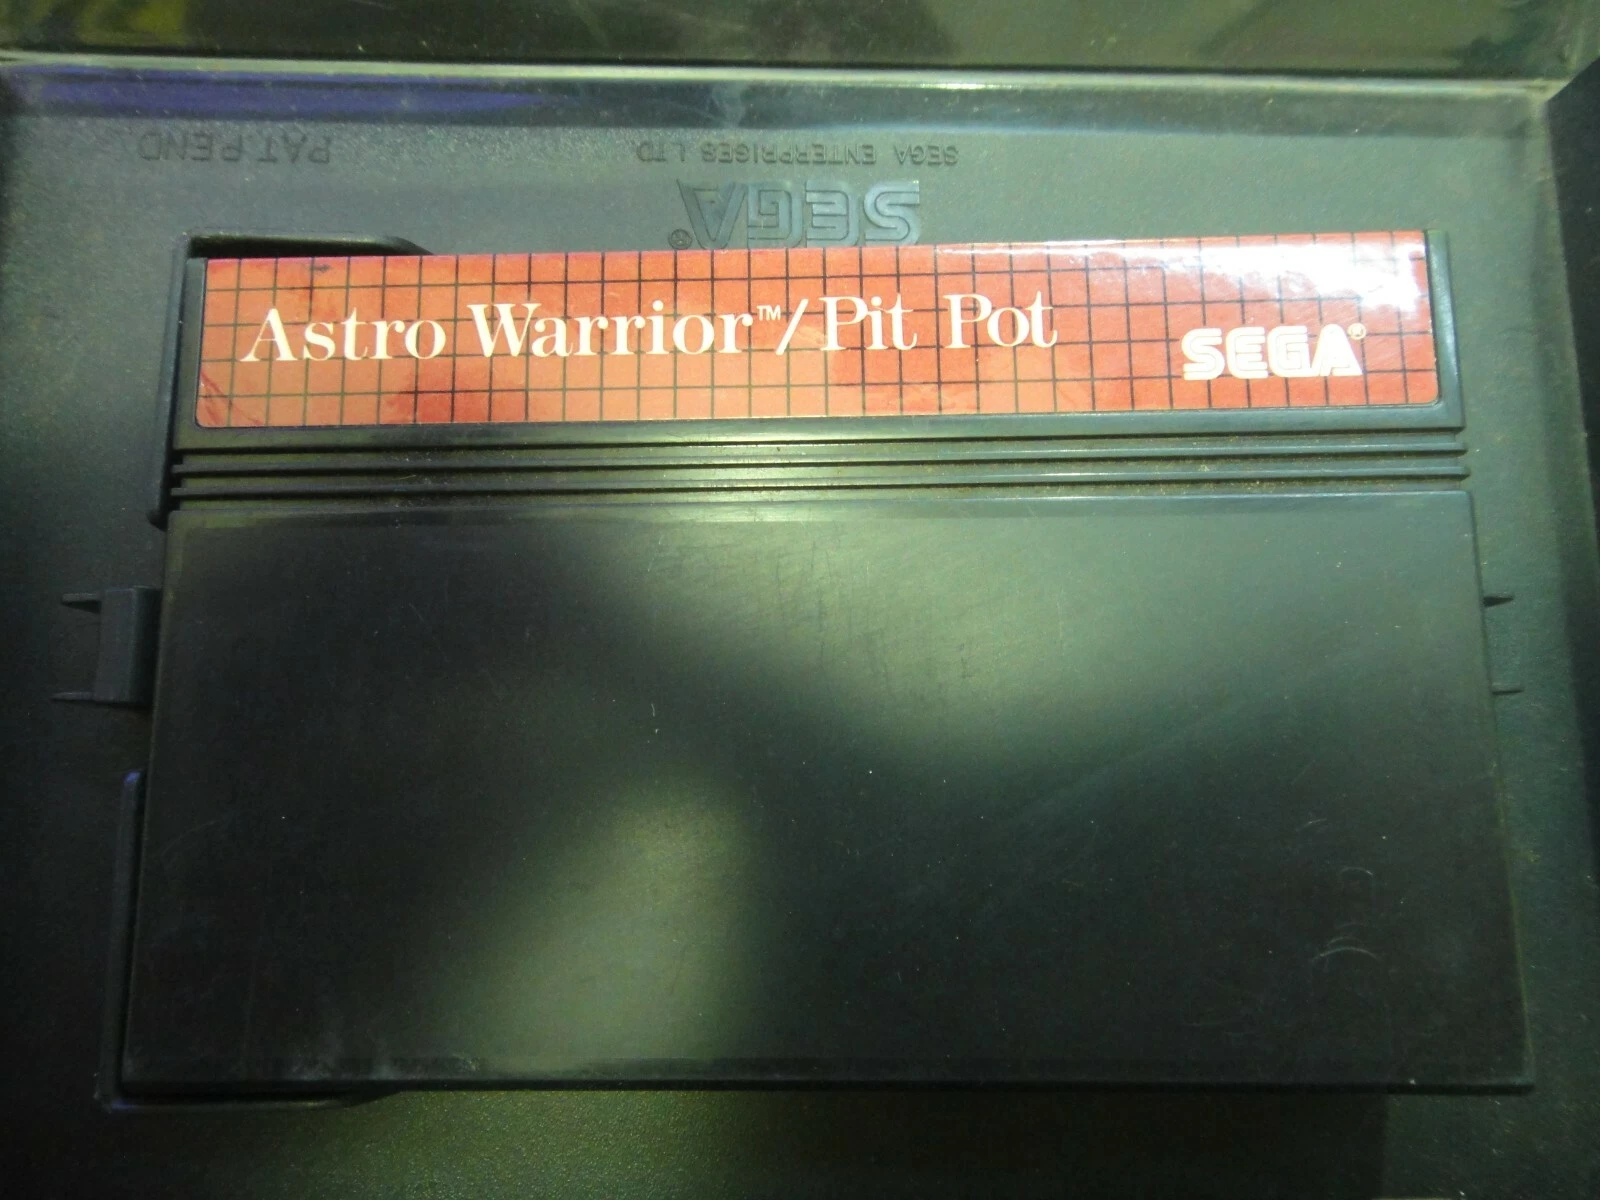 PAT.PEND.
SEGA ENTERPRISES LTD.
SEGA®
Astro Warrior™/Pit Pot
SEGA®